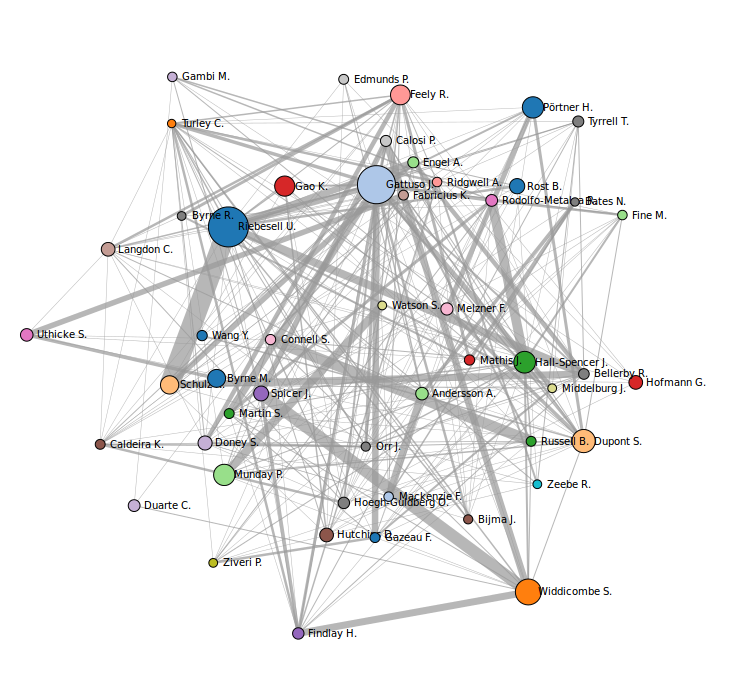 Gambi M.
Edmunds P.
Feely R.
Pörtner H.
Turley C.
Tyrrell T.
Calosi P.
Engel A.
Gao K.
Gattuso J.
Ridgwell A.
Rost B.
Fabricius K.
Rodolfo-Metalpa R.
Bates N.
Byrne R.
Fine M.
Riebesell U.
Langdon C.
Watson S.
Melzner F.
Uthicke S.
Wang Y.
Connell S.
Mathis J.
Hall-Spencer J.
Bellerby R.
Byrne M.
Hofmann G.
Spicer J.
Andersson A.
Middelburg J.
Martin S.
Caldeira K.
Doney S.
Orr J.
Russell B.
Dupont S.
Munday P.
Zeebe R.
Mackenzie F.
Hoegh-Guldberg O.
Duarte C.
Bijma J.
Gazeau F.
Ziveri P.
Widdicombe S.
Findlay H.